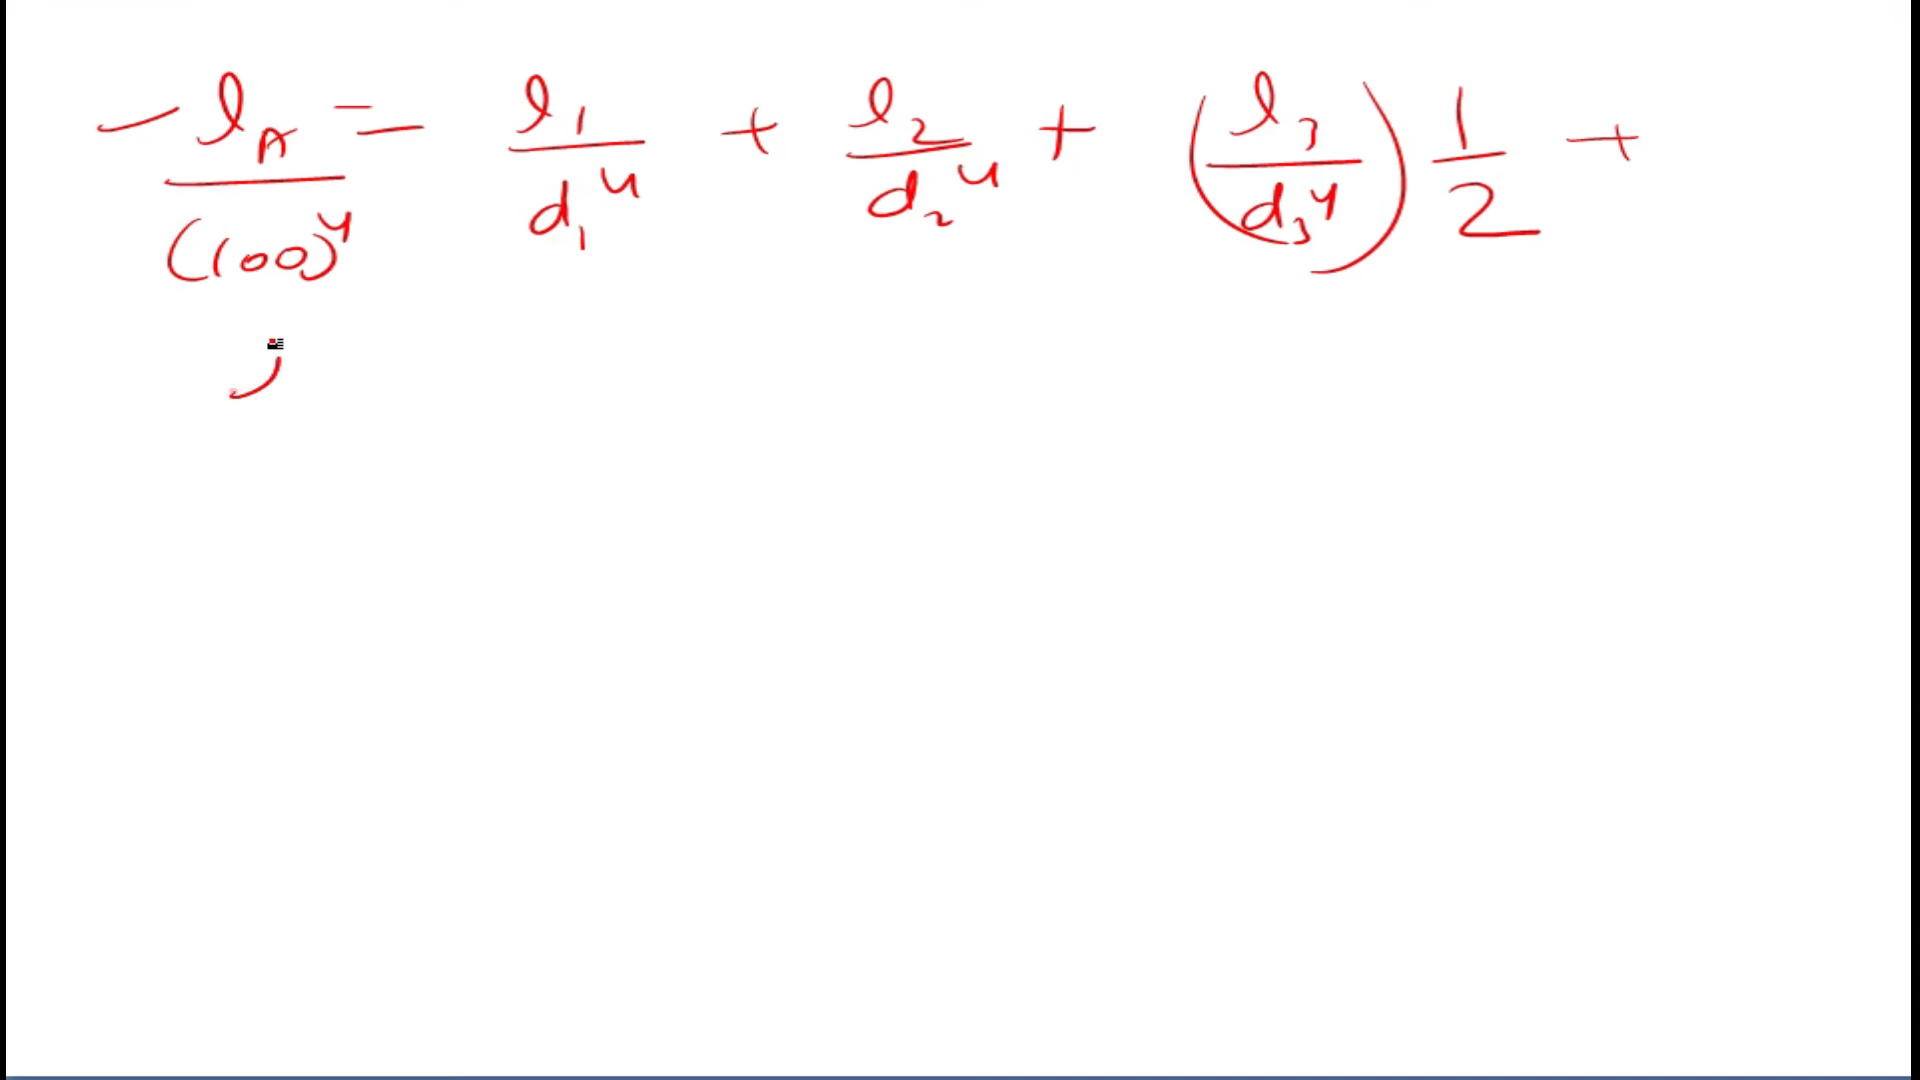 - l_A/(100)^4 = l_1/d_1^4 + l_2/d_2^4 + (l_3/d_3^4) 1/2 +